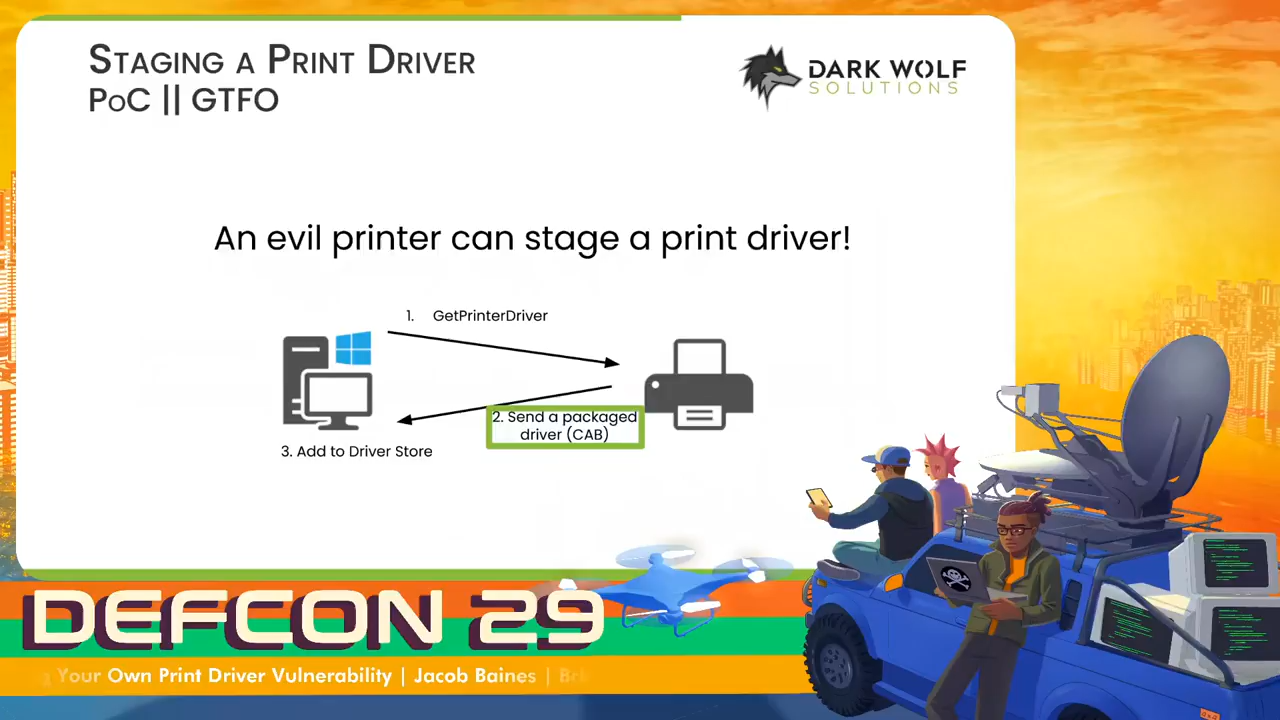 STAGING A PRINT DRIVER
POC || GTFO
DARK WOLF
SOLUTIONS
An evil printer can stage a print driver!
1. GetPrinterDriver
2. Send a packaged
driver (CAB)
3. Add to Driver Store
DEFCON 29
Your Own Print Driver Vulnerability | Jacob Baines |